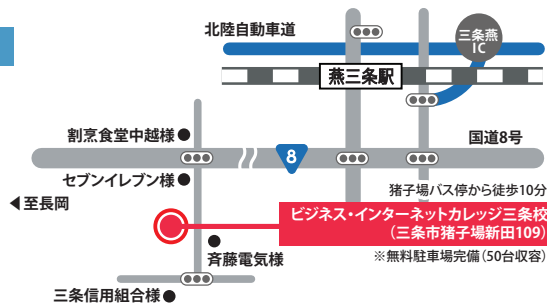 北陸自動車道
三条燕
IC
燕三条駅
割烹食堂中越様
国道8号
8
セブンイレブン様
猪子場バス停から徒歩10分
◀至長岡
ビジネス・インターネットカレッジ三条校
(三条市猪子場新田109)
斉藤電気様
※無料駐車場完備(50台収容)
三条信用組合様